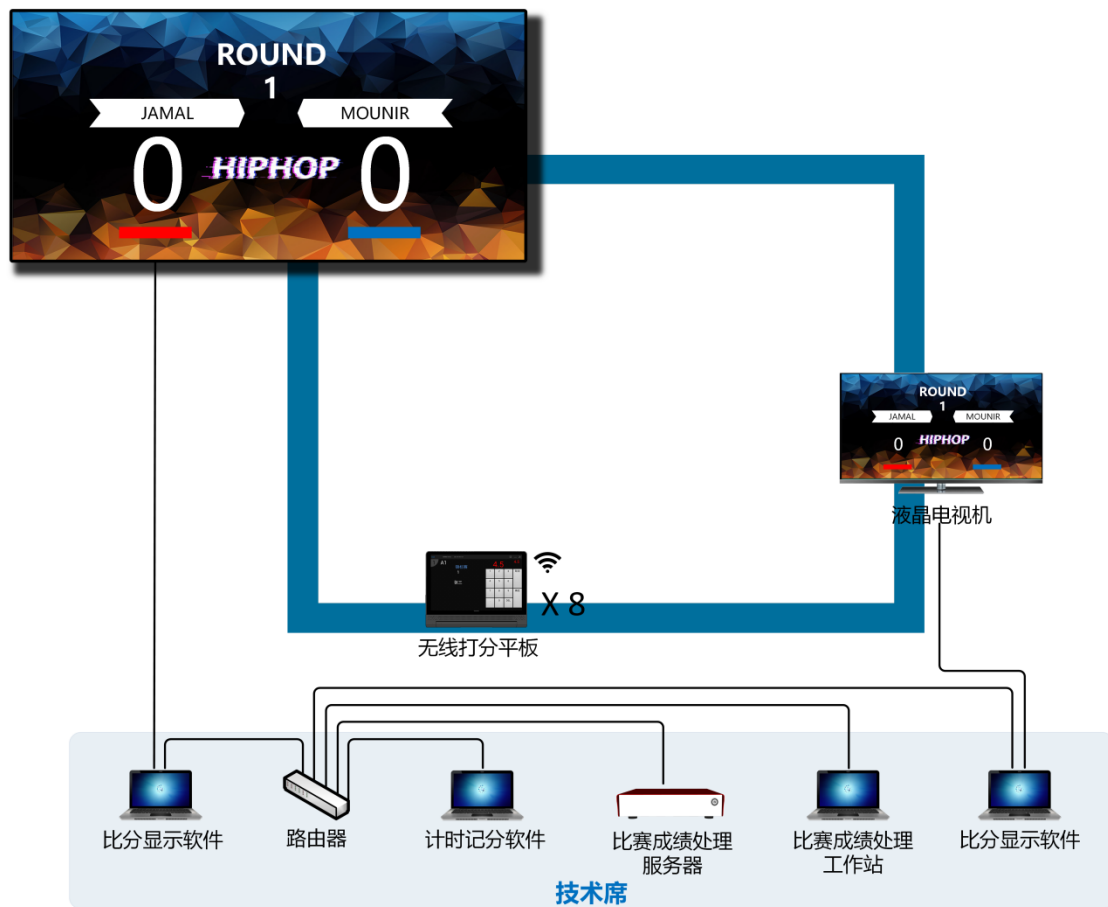 ROUND
1
JAMAL
MOUNIR
0
HIPHOP
0
ROUND
1
JAMAL
MOUNIR
0
HIPHOP
0
液晶电视机
A1
4.5
X 8
无线打分平板
比分显示软件
路由器
计时记分软件
比赛成绩处理
服务器
比赛成绩处理
工作站
比分显示软件
技术席